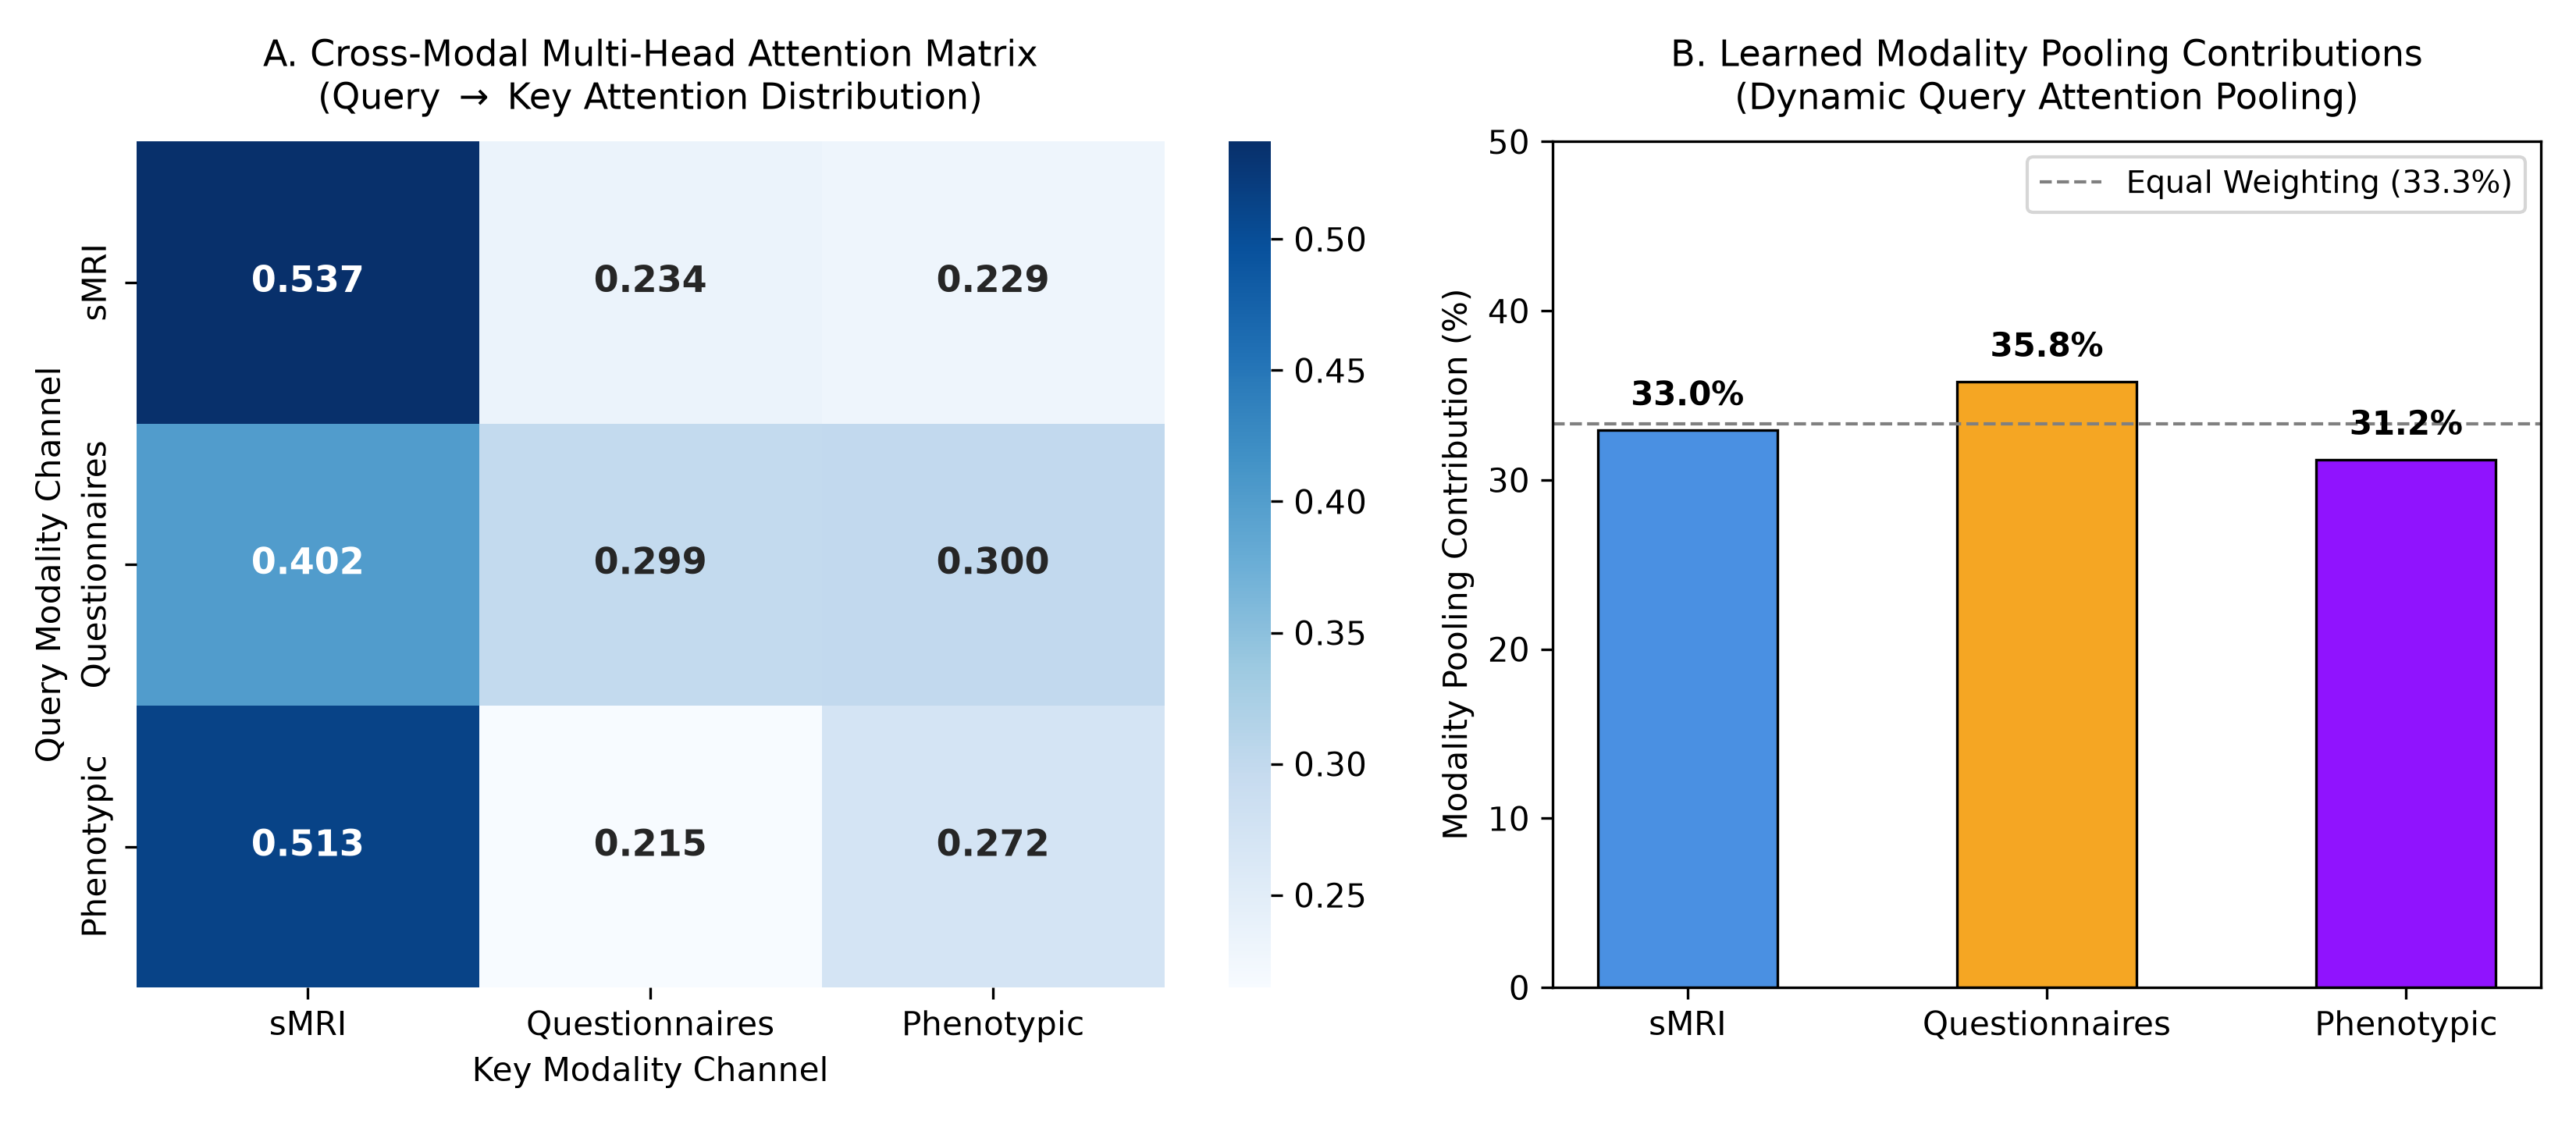 A. Cross-Modal Multi-Head Attention Matrix
(Query → Key Attention Distribution)
Query Modality Channel
sMRI
Questionnaires
Phenotypic
0.537
0.234
0.229
0.402
0.299
0.300
0.513
0.215
0.272
sMRI
Questionnaires
Phenotypic
Key Modality Channel
0.50
0.45
0.40
0.35
0.30
0.25
B. Learned Modality Pooling Contributions
(Dynamic Query Attention Pooling)
Modality Pooling Contribution (%)
50
40
30
20
10
0
Equal Weighting (33.3%)
33.0%
35.8%
31.2%
sMRI
Questionnaires
Phenotypic